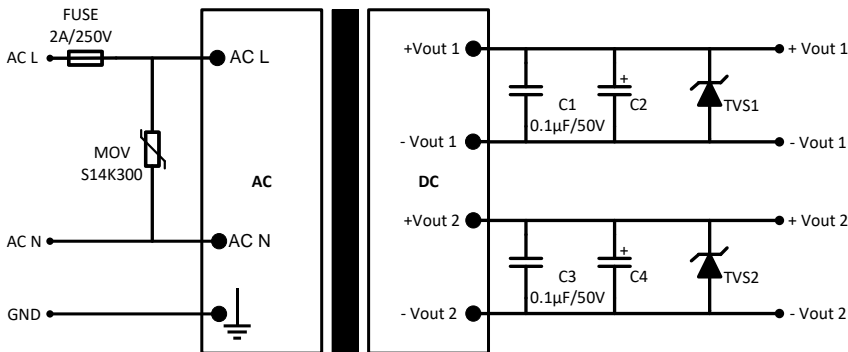 FUSE
2A/250V
AC L
AC L
MOV
S14K300
AC
AC N
AC N
GND
+Vout 1
+ Vout 1
C1
0.1µF/50V
+
C2
TVS1
- Vout 1
- Vout 1
DC
+Vout 2
+ Vout 2
C3
0.1µF/50V
+
C4
TVS2
- Vout 2
- Vout 2